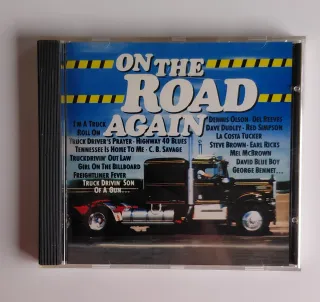 ON THE
ROAD
AGAIN
I'M A TRUCK
ROLL ON
TRUCK DRIVER'S PRAYER · HIGHWAY 40 BLUES
TENNESSEE IS HOME TO ME · C. B. SAVAGE
TRUCKDRIVIN' OUT LAW
GIRL ON THE BILLBOARD
FREIGHTLINER FEVER
TRUCK DRIVIN' SON
OF A GUN...
DENNIS OLSON · DEL REEVES
DAVE DUDLEY · RED SIMPSON
LA COSTA TUCKER
STEVE BROWN · EARS RICKS
MEL MCBROWN
DAVID BLUE BOY
GEORGE BENNET...